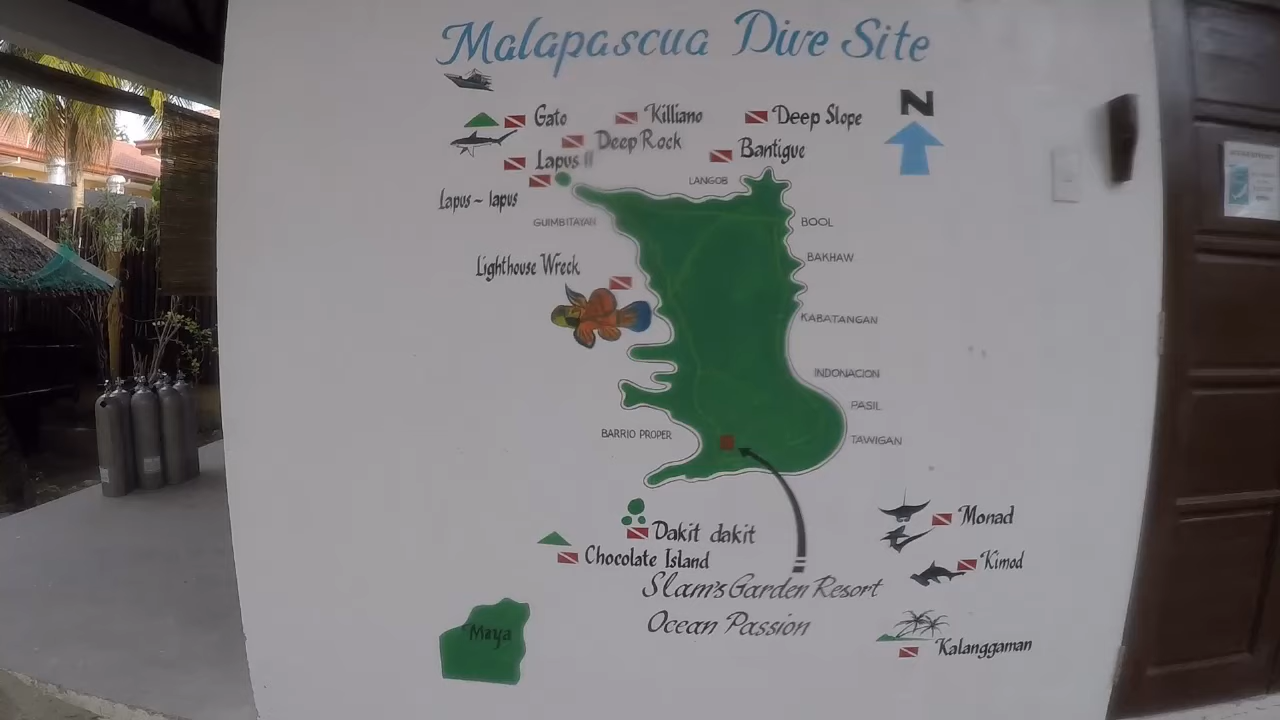 Malapascua Dive Site
N
Gato
Killiano
Deep Slope
Deep Rock
Lapus II
Bantigue
LANGOB
Lapus~lapus
GUIMBITAYAN
BOOL
BAKHAW
Lighthouse Wreck
KABATANGAN
INDONACION
PASIL
BARRIO PROPER
TAWIGAN
Monad
Dakit dakit
Chocolate Island
Kimod
Slam's Garden Resort
Ocean Passion
Maya
Kalanggaman